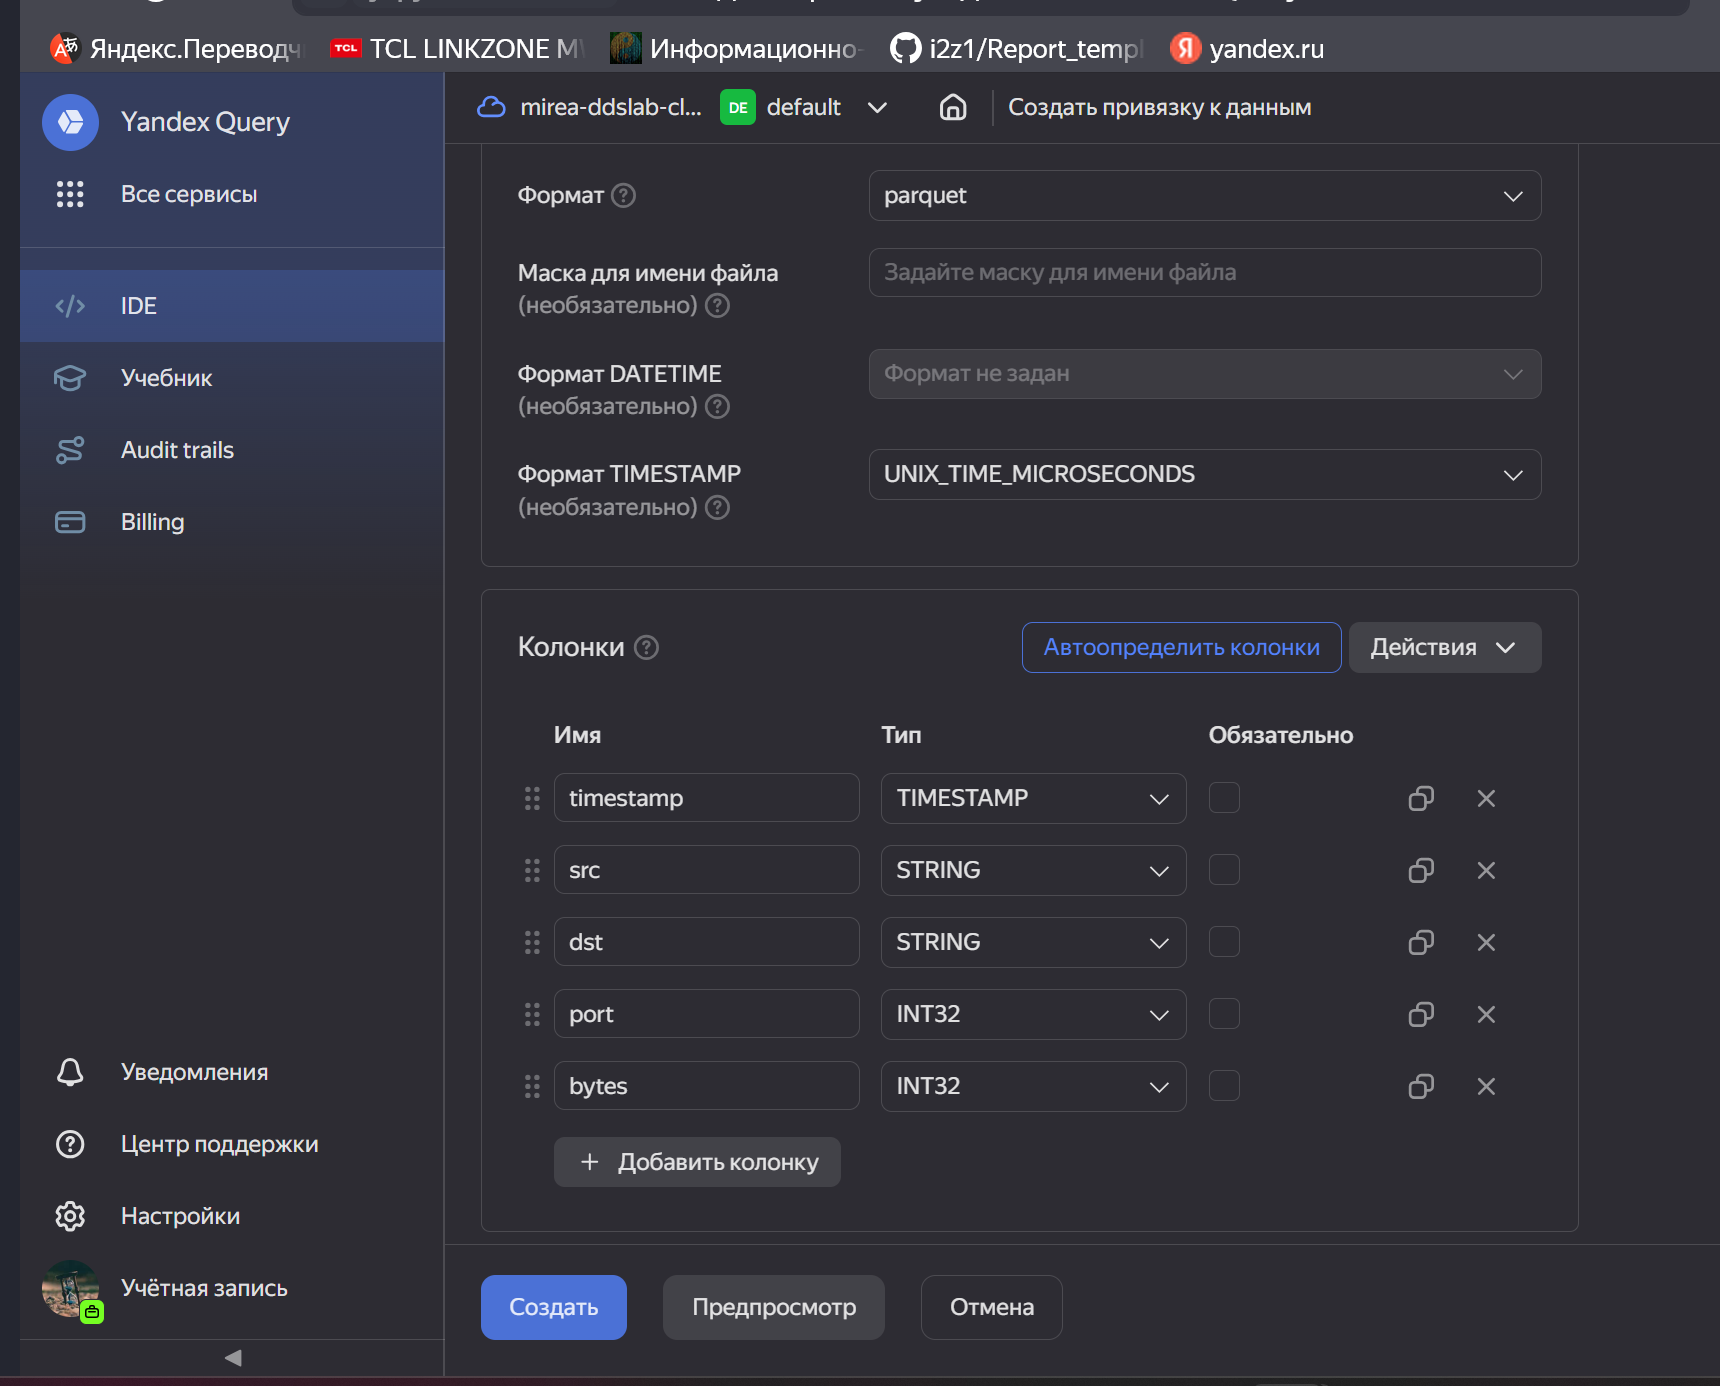 Яндекс.Переводч
TCL LINKZONE M
Информационно-
i2z1/Report_templ
yandex.ru
Yandex Query
Все сервисы
IDE
Учебник
Audit trails
Billing
Уведомления
Центр поддержки
Настройки
Учётная запись
mirea-ddslab-cl...
DE
default
Создать привязку к данным
Формат
parquet
Маска для имени файла
(необязательно)
Задайте маску для имени файла
Формат DATETIME
(необязательно)
Формат не задан
Формат TIMESTAMP
(необязательно)
UNIX_TIME_MICROSECONDS
Колонки
Автоопределить колонки
Действия
Имя Тип Обязательно
timestamp TIMESTAMP
src STRING
dst STRING
port INT32
bytes INT32
+ Добавить колонку
Создать
Предпросмотр
Отмена